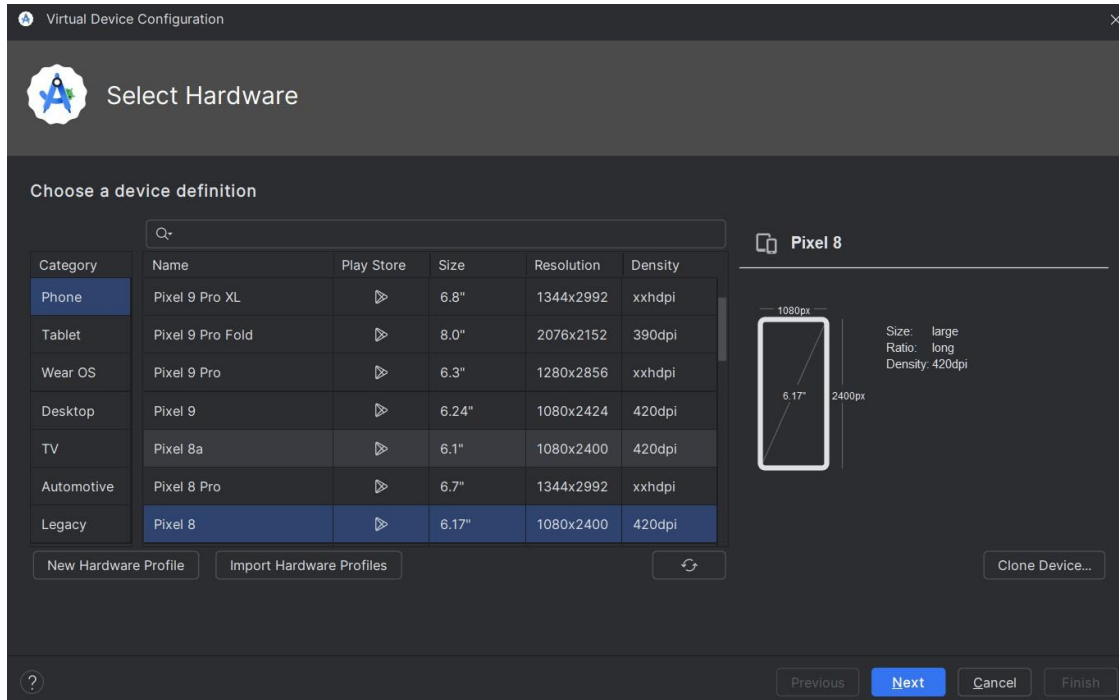 Virtual Device Configuration
Select Hardware
Choose a device definition
Category
Phone
Tablet
Wear OS
Desktop
TV
Automotive
Legacy
Name Play Store Size Resolution Density
Pixel 9 Pro XL 6.8" 1344x2992 xxhdpi
Pixel 9 Pro Fold 8.0" 2076x2152 390dpi
Pixel 9 Pro 6.3" 1280x2856 xxhdpi
Pixel 9 6.24" 1080x2424 420dpi
Pixel 8a 6.1" 1080x2400 420dpi
Pixel 8 Pro 6.7" 1344x2992 xxhdpi
Pixel 8 6.17" 1080x2400 420dpi
New Hardware Profile
Import Hardware Profiles
Pixel 8
1080px
6.17"
2400px
Size: large
Ratio: long
Density: 420dpi
Clone Device...
?
Previous
Next
Cancel
Finish